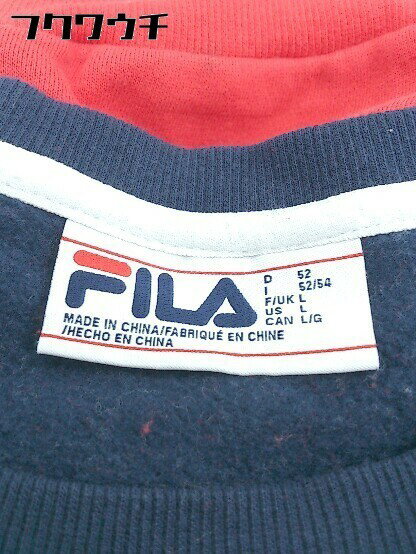 フクワウチ
FILA
D 52
I 52/54
F/UK L
US L
CAN L/G
MADE IN CHINA/FABRIQUÉ EN CHINE
/HECHO EN CHINA